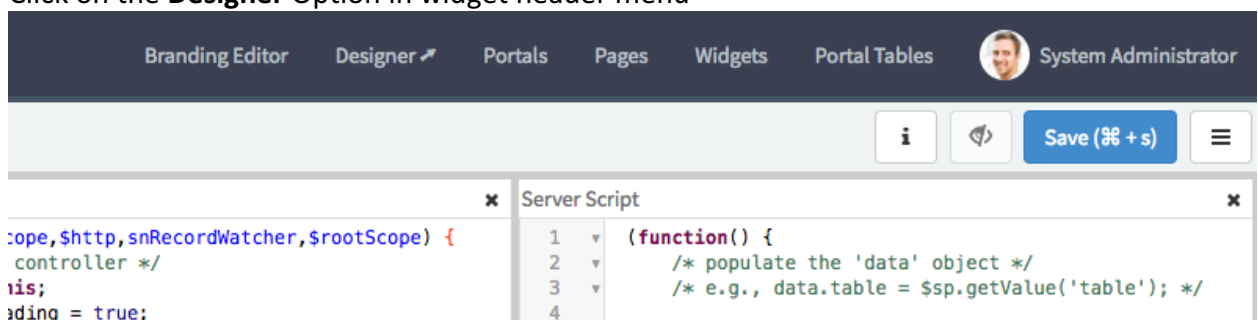 Click on the Designer Option in widget header menu
Branding Editor Designer Portals Pages Widgets Portal Tables System Administrator
i Save (⌘ + s)
Server Script
cope,$http,snRecordWatcher,$rootScope) {
controller */
his;
ading = true;
1 (function() {
2 /* populate the 'data' object */
3 /* e.g., data.table = $sp.getValue('table'); */
4